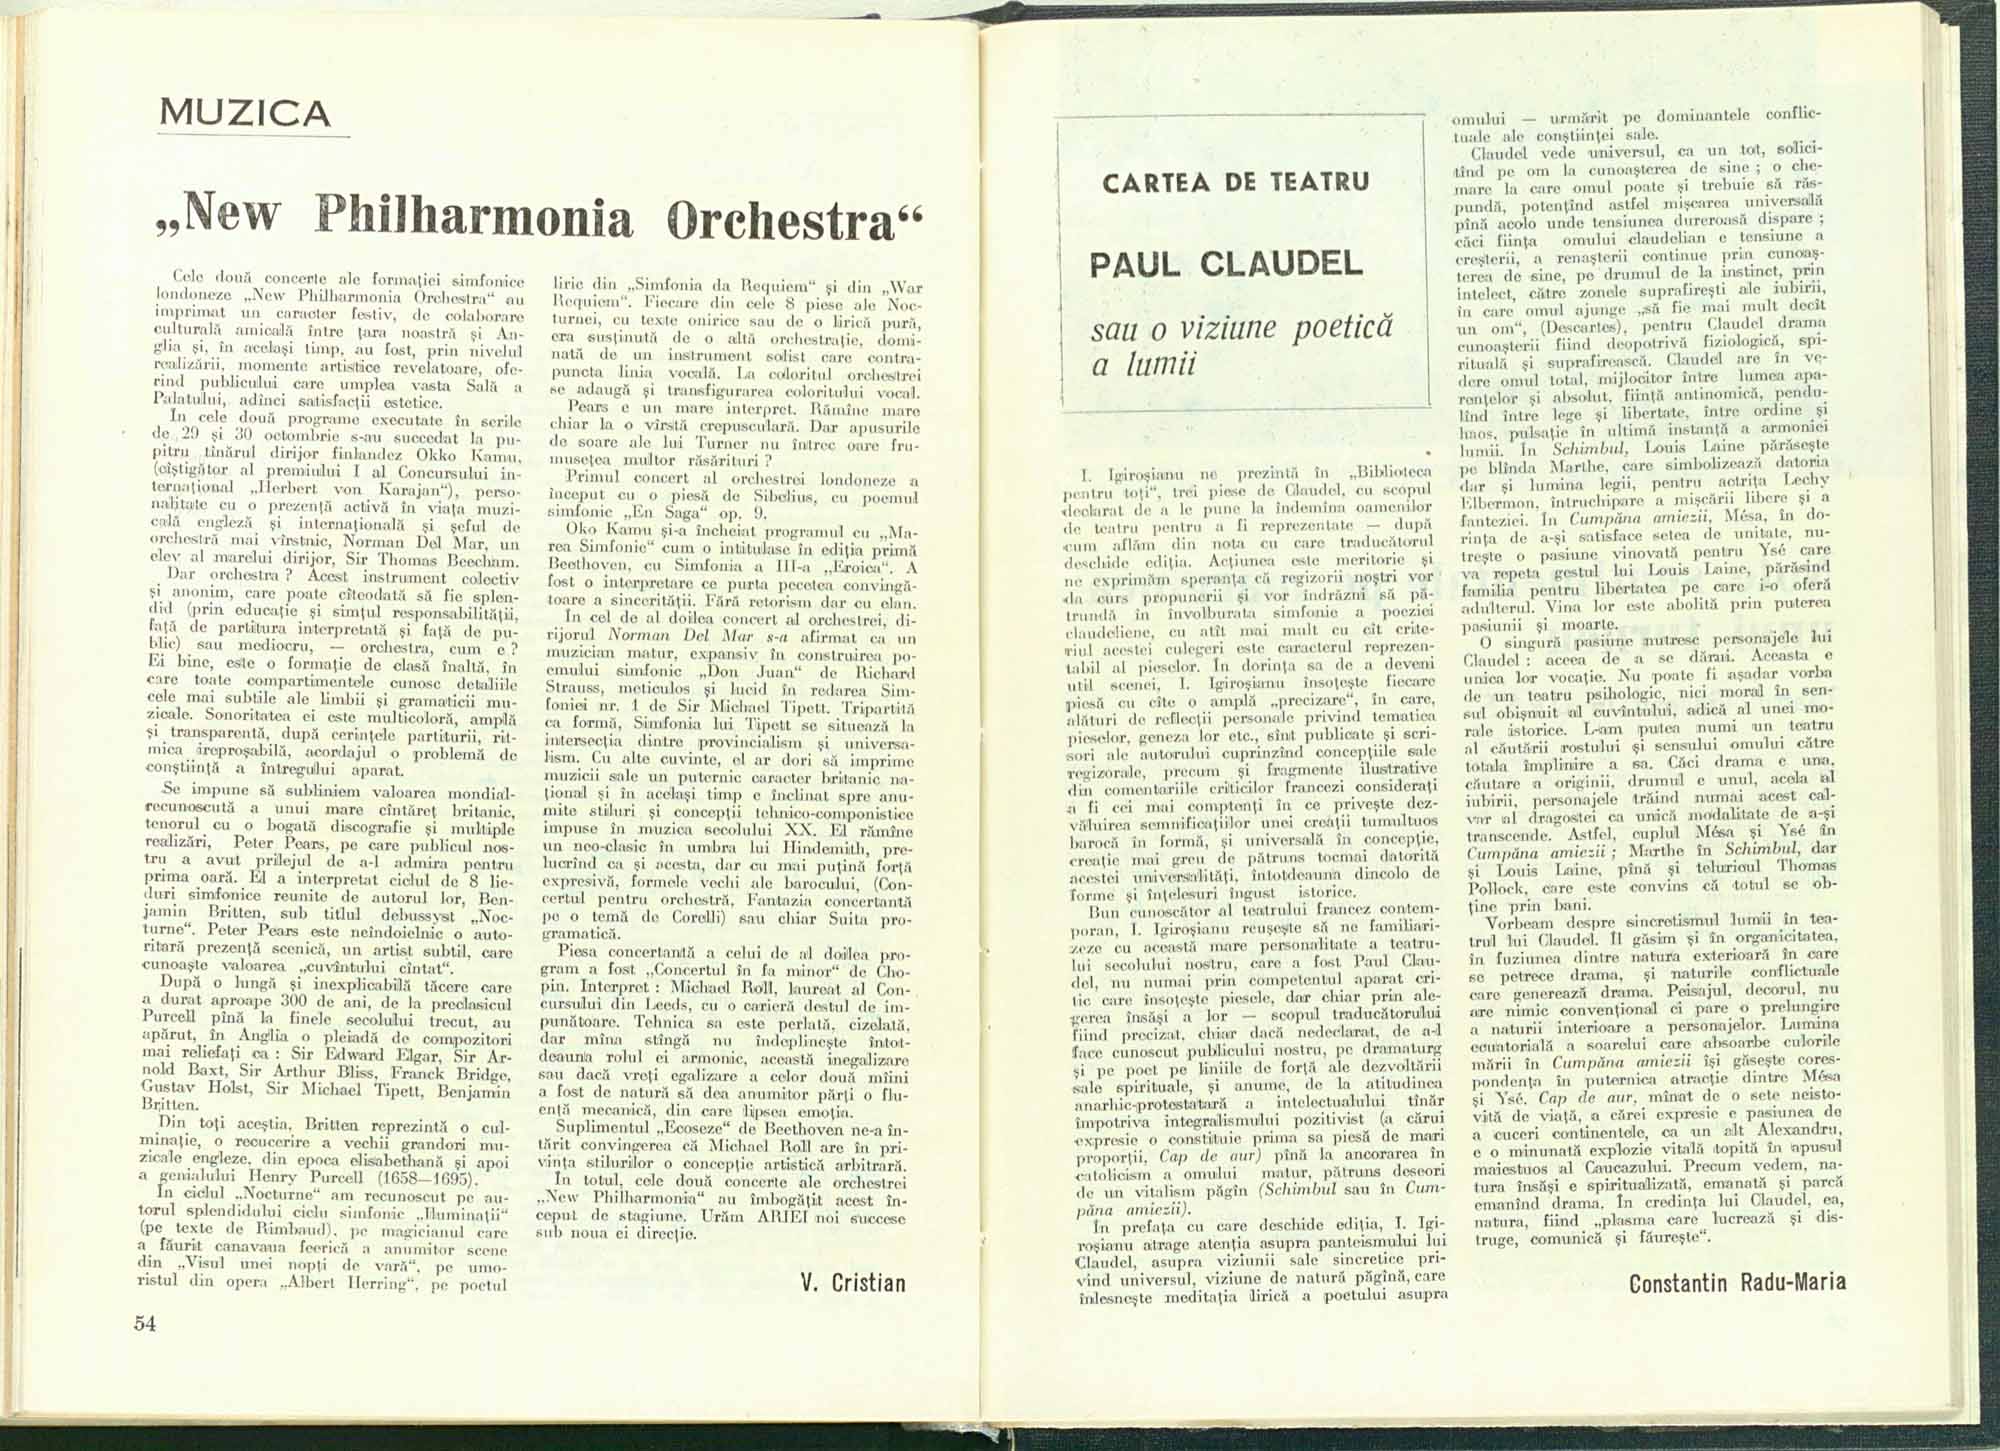 MUZICA
„New Philharmonia Orchestra“
Cele două concerte ale formației simfonice
londoneze „New Philharmonia Orchestra“ au
imprimat un caracter festiv, de colaborare
culturală amicală între țara noastră și An-
glia și, în același timp, au fost, prin nivelul
realizării, momente artistice revelatoare, ofe-
rind publicului care umplea vasta Sală a
Palatului, adînci satisfacții estetice.
In cele două programe executate în serile
de 29 și 30 octombrie s-au succedat la pu-
pitru tînărul dirijor finlandez Okko Kamu,
(cîștigător al premiului I al Concursului in-
ternațional „Herbert von Karajan“), perso-
nalitate cu o prezență activă în viața muzi-
cală engleză și internațională și șeful de
orchestră mai vîrstnic, Norman Del Mar, un
elev al marelui dirijor, Sir Thomas Beecham.
Dar orchestra ? Acest instrument colectiv
și anonim, care poate cîteodată să fie splen-
did (prin educație și simțul responsabilității,
față de partitura interpretată și față de pu-
blic) sau mediocru, — orchestra, cum e ?
Ei bine, este o formație de clasă înaltă, în
care toate compartimentele cunosc detaliile
cele mai subtile ale limbii și gramaticii mu-
zicale. Sonoritatea ei este multicoloră, amplă
și transparentă, după cerințele partiturii, rit-
mica ireproșabilă, acordajul o problemă de
conștiință a întregului aparat.
Se impune să subliniem valoarea mondial-
recunoscută a unui mare cîntăreț britanic,
tenorul cu o bogată discografie și multiple
realizări, Peter Pears, pe care publicul nos-
tru a avut prilejul de a-l admira pentru
prima oară. El a interpretat ciclul de 8 lie-
duri simfonice reunite de autorul lor, Ben-
jamin Britten, sub titlul debussyst „Noc-
turne“. Peter Pears este neîndoielnic o auto-
ritară prezență scenică, un artist subtil, care
cunoaște valoarea „cuvîntului cîntat“.
După o lungă și inexplicabilă tăcere care
a durat aproape 300 de ani, de la preclasicul
Purcell pînă la finele secolului trecut, au
apărut, în Anglia o pleiadă de compozitori
mai reliefați ca : Sir Edward Elgar, Sir Ar-
nold Baxt, Sir Arthur Bliss, Franck Bridge,
Gustav Holst, Sir Michael Tipett, Benjamin
Britten.
Din toți aceștia, Britten reprezintă o cul-
minație, o recucerire a vechii grandori mu-
zicale engleze, din epoca elisabethană și apoi
a genialului Henry Purcell (1658—1695).
In ciclul „Nocturne“ am recunoscut pe au-
torul splendidului ciclu simfonic „Iluminații“
(pe texte de Rimbaud), pe magicianul care
a făurit canavaua feerică a anumitor scene
din „Visul unei nopți de vară“, pe umo-
ristul din opera „Albert Herring“, pe poetul
liric din „Simfonia da Requiem“ și din „War
Requiem“. Fiecare din cele 8 piese ale Noc-
turnei, cu texte onirice sau de o lirică pură,
era susținută de o altă orchestrație, domi-
nată de un instrument solist care contra-
puncta linia vocală. La coloritul orchestrei
se adaugă și transfigurarea coloritului vocal.
Pears e un mare interpret. Rămîne mare
chiar la o vîrstă crepusculară. Dar apusurile
de soare ale lui Turner nu întrec oare fru-
musețea multor răsărituri ?
Primul concert al orchestrei londoneze a
început cu o piesă de Sibelius, cu poemul
simfonic „En Saga“ op. 9.
Oko Kamu și-a încheiat programul cu „Ma-
rea Simfonie“ cum o intitulase în ediția primă
Beethoven, cu Simfonia a III-a „Eroica“. A
fost o interpretare ce purta pecetea convingă-
toare a sincerității. Fără retorism dar cu elan.
In cel de al doilea concert al orchestrei, di-
rijorul Norman Del Mar s-a afirmat ca un
muzician matur, expansiv în construirea po-
emului simfonic „Don Juan“ de Richard
Strauss, meticulos și lucid în redarea Sim-
foniei nr. 1 de Sir Michael Tipett. Tripartită
ca formă, Simfonia lui Tipett se situează la
intersecția dintre provincialism și universa-
lism. Cu alte cuvinte, el ar dori să imprime
muzicii sale un puternic caracter britanic na-
țional și în același timp e înclinat spre anu-
mite stiluri și concepții tehnico-componistice
impuse în muzica secolului XX. El rămîne
un neo-clasic în umbra lui Hindemith, pre-
lucrînd ca și acesta, dar cu mai puțină forță
expresivă, formele vechi ale barocului, (Con-
certul pentru orchestră, Fantazia concertantă
pe o temă de Corelli) sau chiar Suita pro-
gramatică.
Piesa concertantă a celui de al doilea pro-
gram a fost „Concertul în fa minor“ de Cho-
pin. Interpret : Michael Roll, laureat al Con-
cursului din Leeds, cu o carieră destul de im-
punătoare. Tehnica sa este perlată, cizelată,
dar mîna stîngă nu îndeplinește întot-
deauna rolul ei armonic, această inegalizare
sau dacă vreți egalizare a celor două mîini
a fost de natură să dea anumitor părți o flu-
ență mecanică, din care lipsea emoția.
Suplimentul „Ecoseze“ de Beethoven ne-a în-
tărit convingerea că Michael Roll are în pri-
vința stilurilor o concepție artistică arbitrară.
In totul, cele două concerte ale orchestrei
„New Philharmonia“ au îmbogățit acest în-
ceput de stagiune. Urăm ARIEI noi succese
sub noua ei direcție.
V. Cristian
54
CARTEA DE TEATRU
PAUL CLAUDEL
sau o viziune poetică
a lumii
I. Igiroșianu ne prezintă în „Biblioteca
pentru toți“, trei piese de Claudel, cu scopul
declarat de a le pune la îndemîna oamenilor
de teatru pentru a fi reprezentate — după
cum aflăm din nota cu care traducătorul
deschide ediția. Acțiunea este meritorie și
ne exprimăm speranța că regizorii noștri vor
da curs propunerii și vor îndrăzni să pă-
trundă în involburata simfonie a poeziei
claudeliene, cu atît mai mult cu cît crite-
riul acestei culegeri este caracterul reprezen-
tabil al pieselor. In dorința sa de a deveni
util scenei, I. Igiroșianu însoțește fiecare
piesă cu cîte o amplă „precizare“, în care,
alături de reflecții personale privind tematica
pieselor, geneza lor etc., sînt publicate și scri-
sori ale autorului cuprinzînd concepțiile sale
regizorale, precum și fragmente ilustrative
din comentariile criticilor francezi considerați
a fi cei mai comptenți în ce privește dez-
văluirea semnificațiilor unei creații tumultuos
barocă în formă, și universală în concepție,
creație mai greu de pătruns tocmai datorită
acestei universalități, întotdeauna dincolo de
forme și înțelesuri îngust istorice.
Bun cunoscător al teatrului francez contem-
poran, I. Igiroșianu reușește să ne familiari-
zeze cu această mare personalitate a teatru-
lui secolului nostru, care a fost Paul Clau-
del, nu numai prin competentul aparat cri-
tic care însoțește piesele, dar chiar prin ale-
gerea însăși a lor — scopul traducătorului
fiind precizat, chiar dacă nedeclarat, de a-l
face cunoscut publicului nostru, pe dramaturg
și pe poet pe liniile de forță ale dezvoltării
sale spirituale, și anume, de la atitudinea
anarhic-protestatară a intelectualului tînăr
împotriva integralismului pozitivist (a cărui
expresie o constituie prima sa piesă de mari
proporții, Cap de aur) pînă la ancorarea în
catolicism a omului matur, pătruns deseori
de un vitalism păgîn (Schimbul sau în Cum-
păna amiezii).
In prefața cu care deschide ediția, I. Igi-
roșianu atrage atenția asupra panteismului lui
Claudel, asupra viziunii sale sincretice pri-
vind universul, viziune de natură păgînă, care
înlesnește meditația lirică a poetului asupra
omului — urmărit pe dominantele conflic-
tuale ale conștiinței sale.
Claudel vede universul, ca un tot, solici-
tînd pe om la cunoașterea de sine ; o che-
mare la care omul poate și trebuie să răs-
pundă, potențînd astfel mișcarea universală
pînă acolo unde tensiunea dureroasă dispare ;
căci ființa omului claudelian e tensiune a
creșterii, a renașterii continue prin cunoaș-
terea de sine, pe drumul de la instinct, prin
intelect, către zonele suprafirești ale iubirii,
în care omul ajunge „să fie mai mult decît
un om“, (Descartes), pentru Claudel drama
cunoașterii fiind deopotrivă fiziologică, spi-
rituală și suprafirească. Claudel are în ve-
dere omul total, mijlocitor între lumea apa-
rențelor și absolut, ființă antinomică, pendu-
lînd între lege și libertate, între ordine și
haos, pulsație în ultimă instanță a armoniei
lumii. In Schimbul, Louis Laine părăsește
pe blînda Marthe, care simbolizează datoria
dar și lumina legii, pentru actrița Lechy
Elbermon, întruchipare a mișcării libere și a
fanteziei. In Cumpăna amiezii, Mésa, în do-
rința de a-și satisface setea de unitate, nu-
trește o pasiune vinovată pentru Ysé care
va repeta gestul lui Louis Laine, părăsind
familia pentru libertatea pe care i-o oferă
adulterul. Vina lor este abolită prin puterea
pasiunii și moarte.
O singură pasiune nutresc personajele lui
Claudel : aceea de a se dărui. Aceasta e
unica lor vocație. Nu poate fi așadar vorba
de un teatru psihologic, nici moral în sen-
sul obișnuit al cuvîntului, adică al unei mo-
rale istorice. L-am putea numi un teatru
al căutării rostului și sensului omului către
totala împlinire a sa. Căci drama e una,
căutare a originii, drumul e unul, acela al
iubirii, personajele trăind numai acest cal-
var al dragostei ca unică modalitate de a-și
transcende. Astfel, cuplul Mésa și Ysé în
Cumpăna amiezii ; Marthe în Schimbul, dar
și Louis Laine, pînă și teluricul Thomas
Pollock, care este convins că totul se ob-
ține prin bani.
Vorbeam despre sincretismul lumii în tea-
trul lui Claudel. Il găsim și în organicitatea,
în fuziunea dintre natura exterioară în care
se petrece drama, și naturile conflictuale
care generează drama. Peisajul, decorul, nu
are nimic convențional ci pare o prelungire
a naturii interioare a personajelor. Lumina
ecuatorială a soarelui care absoarbe culorile
mării în Cumpăna amiezii își găsește cores-
pondența în puternica atracție dintre Mésa
și Ysé. Cap de aur, mînat de o sete neisto-
vită de viață, a cărei expresie e pasiunea de
a cuceri continentele, ca un alt Alexandru,
e o minunată explozie vitală topită în apusul
maiestuos al Caucazului. Precum vedem, na-
tura însăși e spiritualizată, emanată și parcă
emanînd drama. In credința lui Claudel, ea,
natura, fiind „plasma care lucrează și dis-
truge, comunică și făurește“.
Constantin Radu-Maria